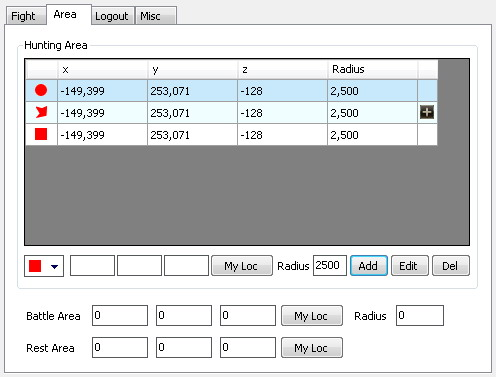 Fight Area Logout Misc
Hunting Area
x y z Radius
-149,399 253,071 -128 2,500
-149,399 253,071 -128 2,500
-149,399 253,071 -128 2,500
My Loc Radius 2500 Add Edit Del
Battle Area 0 0 0 My Loc Radius 0
Rest Area 0 0 0 My Loc